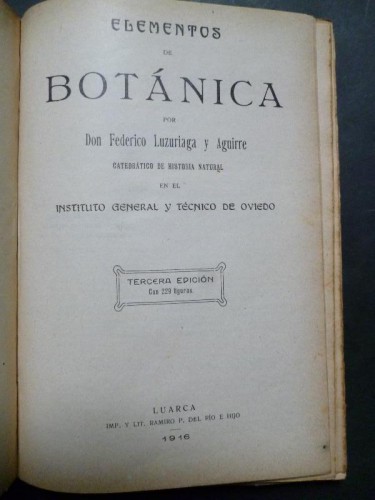 ELEMENTOS
DE
BOTÁNICA
POR
Don Federico Luzuriaga y Aguirre
CATEDRÁTICO DE HISTORIA NATURAL
EN EL
INSTITUTO GENERAL Y TÉCNICO DE OVIEDO
TERCERA EDICIÓN
Con 229 figuras.
LUARCA
IMP. Y LIT. RAMIRO P. DEL RÍO E HIJO
1916